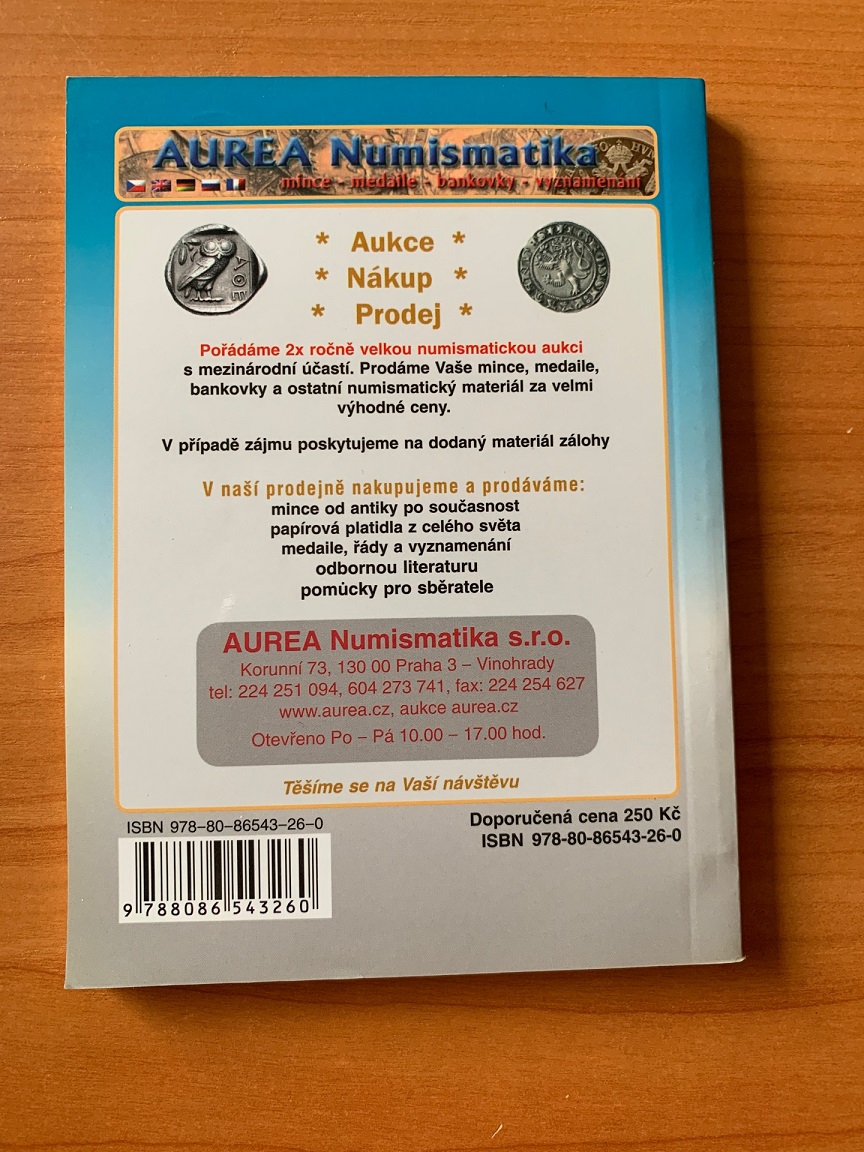 AUREA Numismatika
mince - medaile - bankovky - vyznamenání
* Aukce *
* Nákup *
* Prodej *
ΑΘΕ
Pořádáme 2x ročně velkou numismatickou aukci
s mezinárodní účastí. Prodáme Vaše mince, medaile,
bankovky a ostatní numismatický materiál za velmi
výhodné ceny.
V případě zájmu poskytujeme na dodaný materiál zálohy
V naší prodejně nakupujeme a prodáváme:
mince od antiky po současnost
papírová platidla z celého světa
medaile, řády a vyznamenání
odbornou literaturu
pomůcky pro sběratele
AUREA Numismatika s.r.o.
Korunní 73, 130 00 Praha 3 – Vinohrady
tel: 224 251 094, 604 273 741, fax: 224 254 627
www.aurea.cz, aukce aurea.cz
Otevřeno Po – Pá 10.00 – 17.00 hod.
Těšíme se na Vaší návštěvu
ISBN 978–80–86543–26–0
9 788086 543260
Doporučená cena 250 Kč
ISBN 978-80-86543-26-0